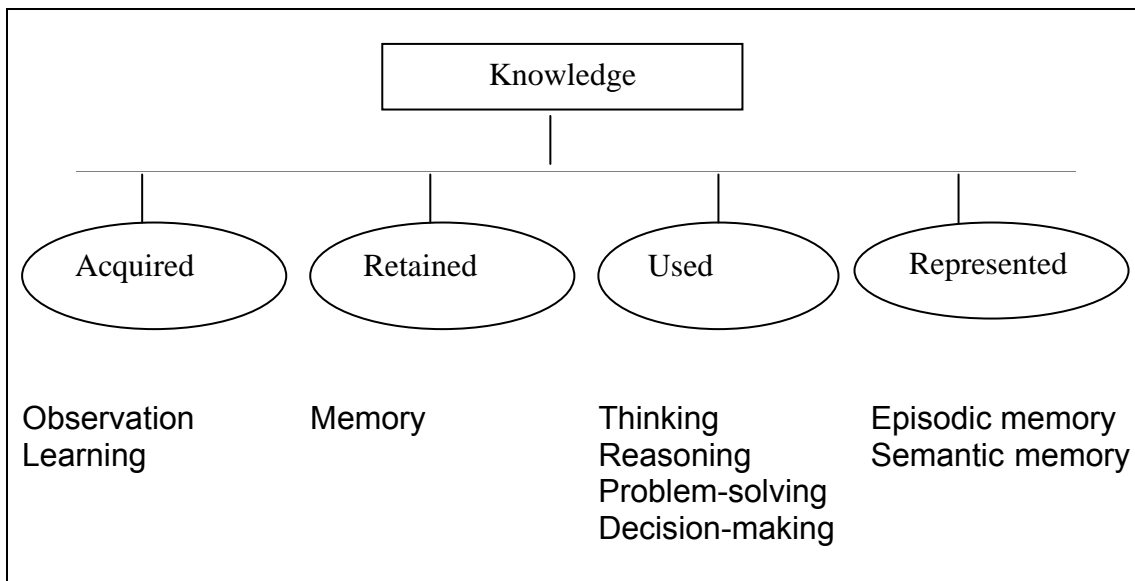 Knowledge
Acquired
Retained
Used
Represented
Observation
Learning
Memory
Thinking
Reasoning
Problem-solving
Decision-making
Episodic memory
Semantic memory